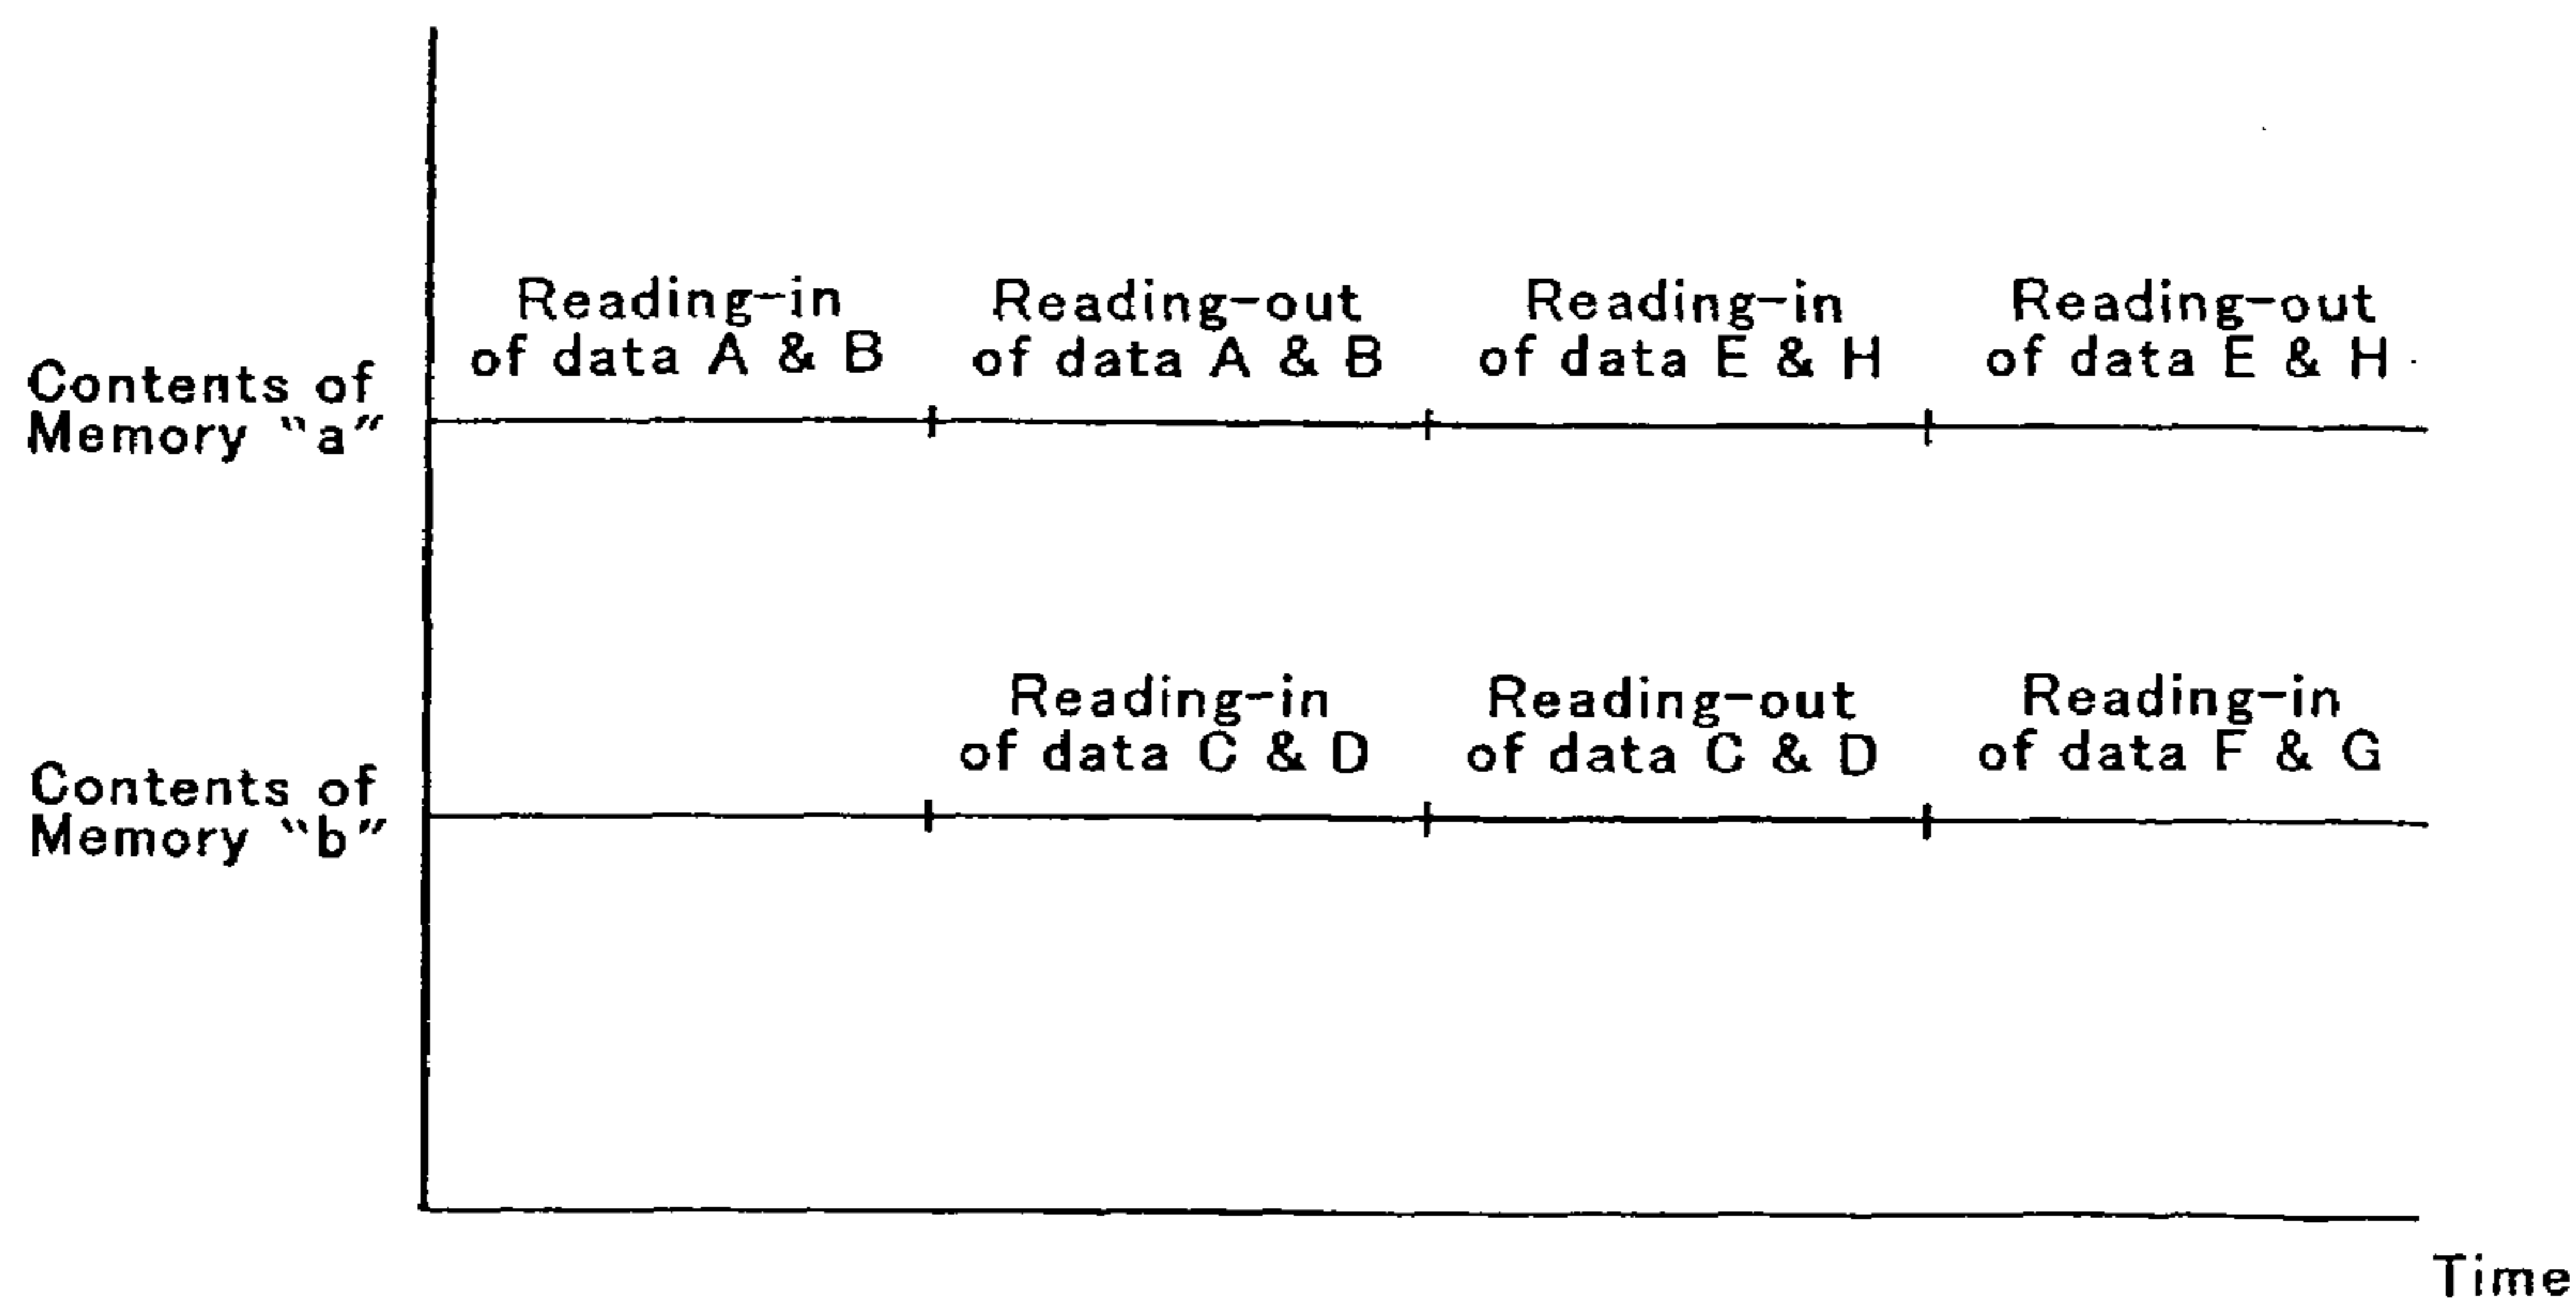 Reading-in
of data A & B
Reading-out
of data A & B
Reading-in
of data E & H
Reading-out
of data E & H
Contents of
Memory "a"
Reading-in
of data C & D
Reading-out
of data C & D
Reading-in
of data F & G
Contents of
Memory "b"
Time